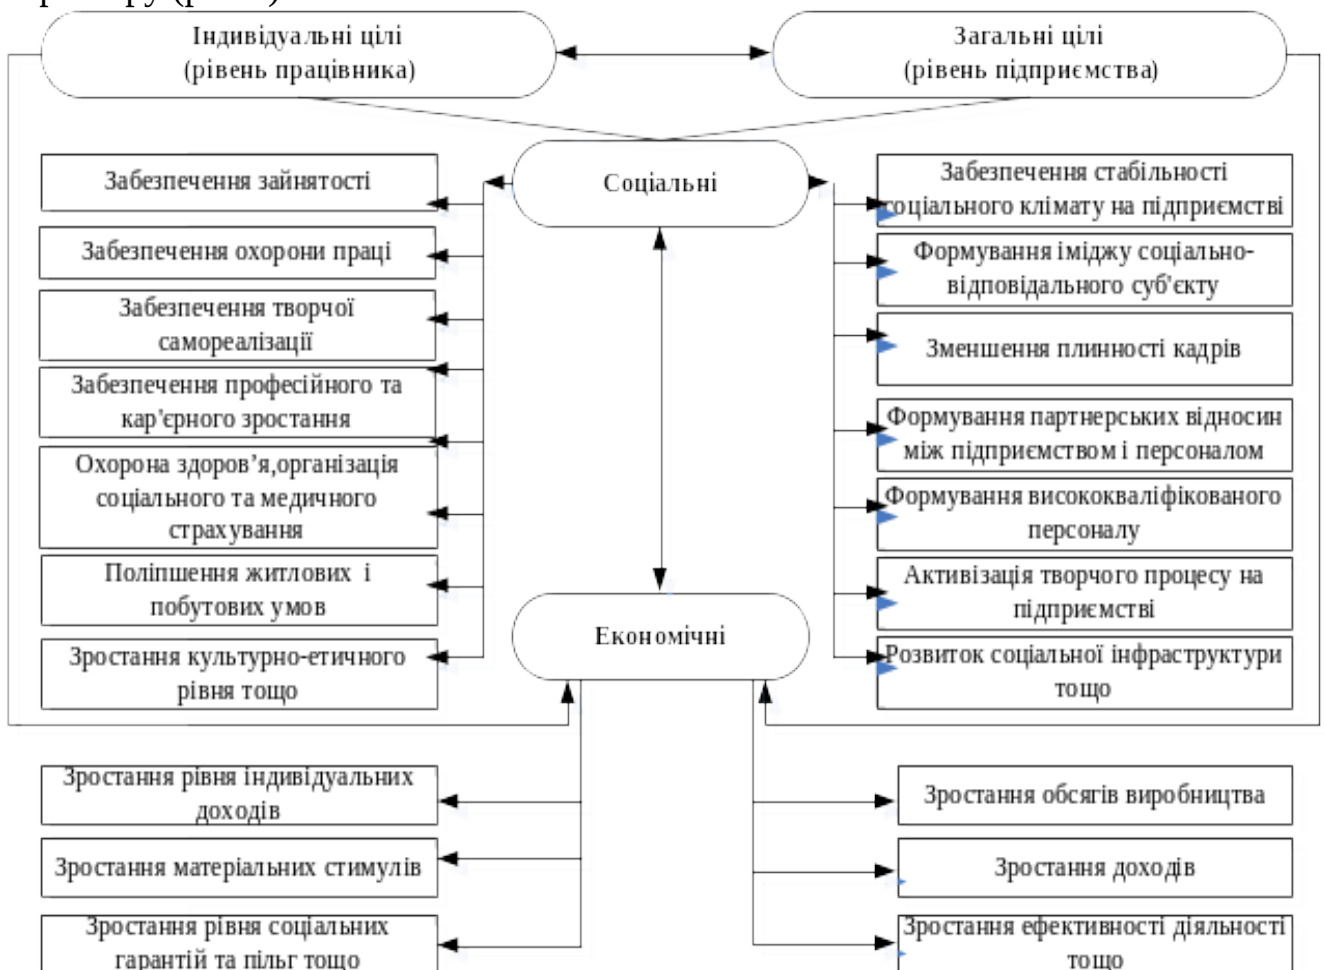 Індивідуальні цілі
(рівень працівника)
Загальні цілі
(рівень підприємства)
Соціальні
Забезпечення зайнятості
Забезпечення охорони праці
Забезпечення творчої
самореалізації
Забезпечення професійного та
кар'єрного зростання
Охорона здоров’я,організація
соціального та медичного
страхування
Поліпшення житлових і
побутових умов
Зростання культурно-етичного
рівня тощо
Забезпечення стабільності
соціального клімату на підприємстві
Формування іміджу соціально-
відповідального суб'єкту
Зменшення плинності кадрів
Формування партнерських відносин
між підприємством і персоналом
Формування висококваліфікованого
персоналу
Активізація творчого процесу на
підприємстві
Розвиток соціальної інфраструктури
тощо
Економічні
Зростання рівня індивідуальних
доходів
Зростання матеріальних стимулів
Зростання рівня соціальних
гарантій та пільг тощо
Зростання обсягів виробництва
Зростання доходів
Зростання ефективності діяльності
тощо